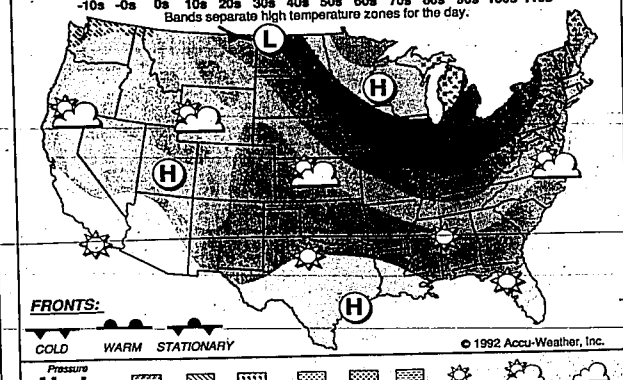 -10s -0s 0s 10s 20s 30s 40s 50s 60s 70s 80s 90s 100s 110s
Bands separate high temperature zones for the day.
L
H
H
H
FRONTS:
COLD WARM STATIONARY
© 1992 Accu-Weather, Inc.
Pressure